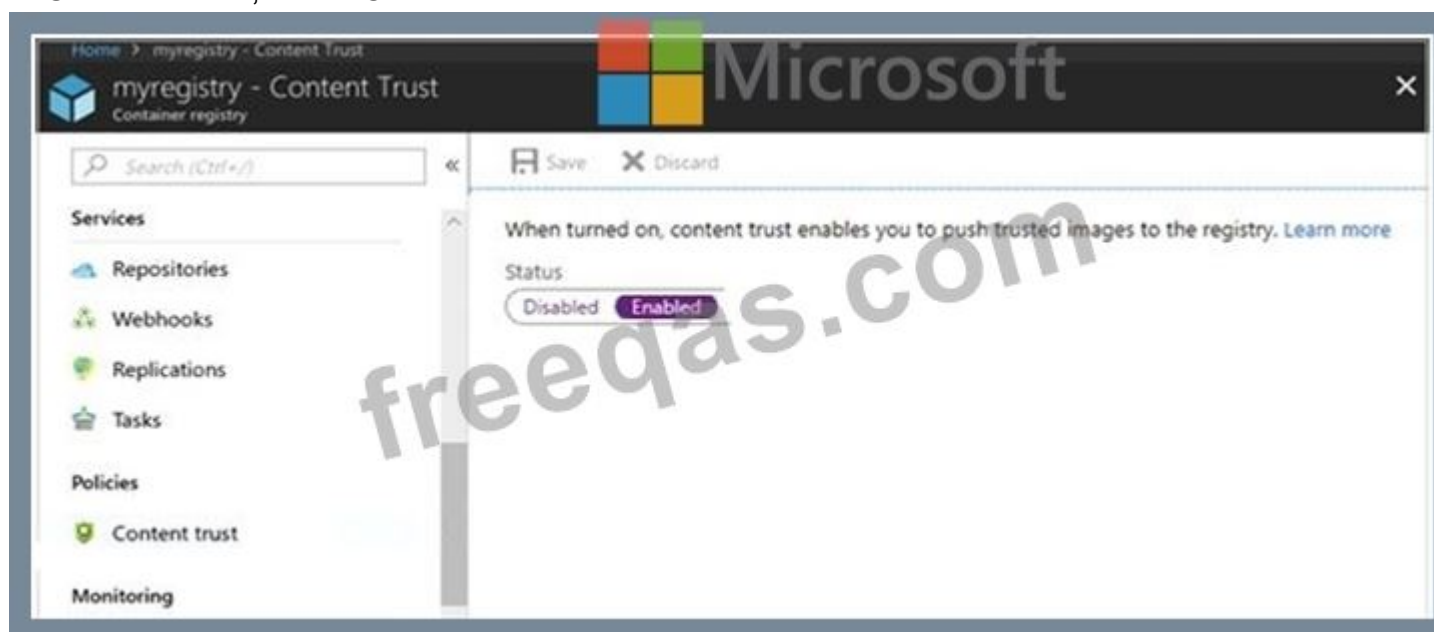 Home > myregistry - Content Trust
Microsoft
myregistry - Content Trust
Container registry
Search (Ctrl+/)
«
Save
Discard
Services
When turned on, content trust enables you to push trusted images to the registry. Learn more
Repositories
Status
Disabled
Enabled
Webhooks
Replications
Tasks
freeqas.com
Policies
Content trust
Monitoring